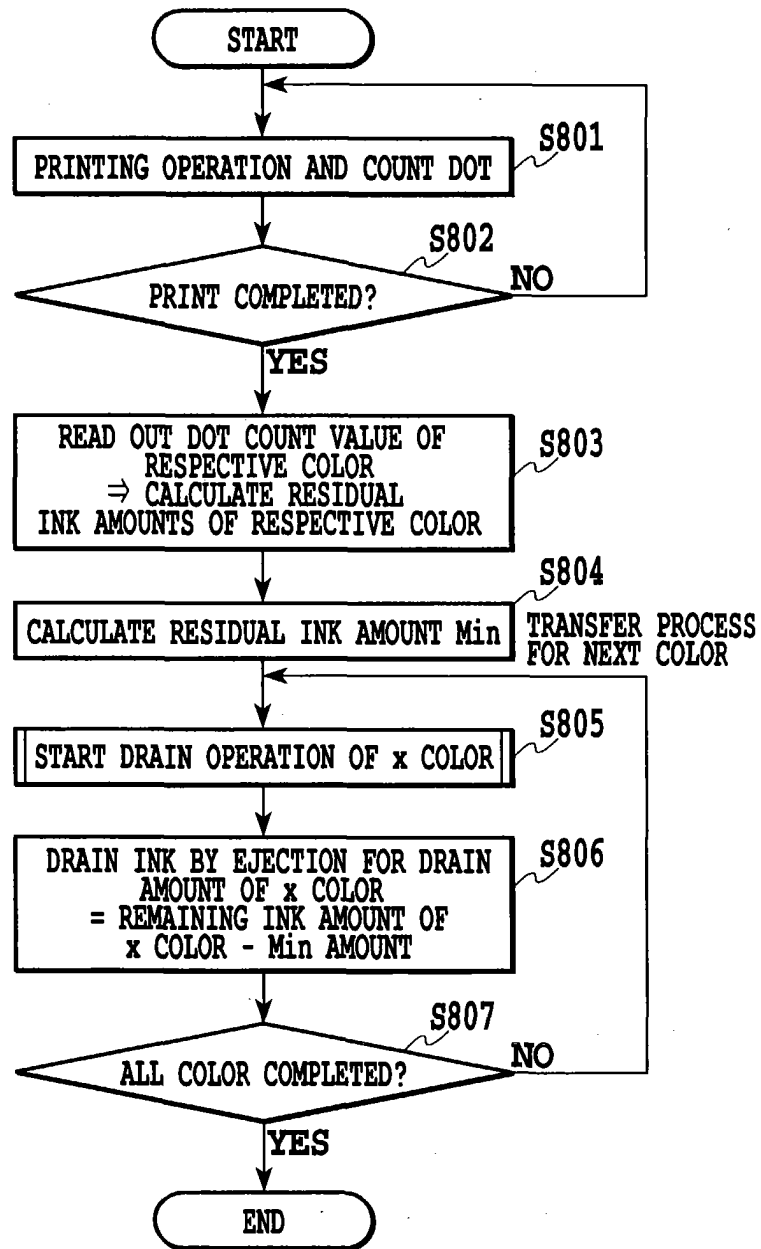 START
S801
PRINTING OPERATION AND COUNT DOT
S802
PRINT COMPLETED?
NO
YES
S803
READ OUT DOT COUNT VALUE OF
RESPECTIVE COLOR
⇒ CALCULATE RESIDUAL
INK AMOUNTS OF RESPECTIVE COLOR
S804
CALCULATE RESIDUAL INK AMOUNT Min
TRANSFER PROCESS
FOR NEXT COLOR
S805
START DRAIN OPERATION OF x COLOR
S806
DRAIN INK BY EJECTION FOR DRAIN
AMOUNT OF x COLOR
= REMAINING INK AMOUNT OF
x COLOR - Min AMOUNT
S807
ALL COLOR COMPLETED?
NO
YES
END